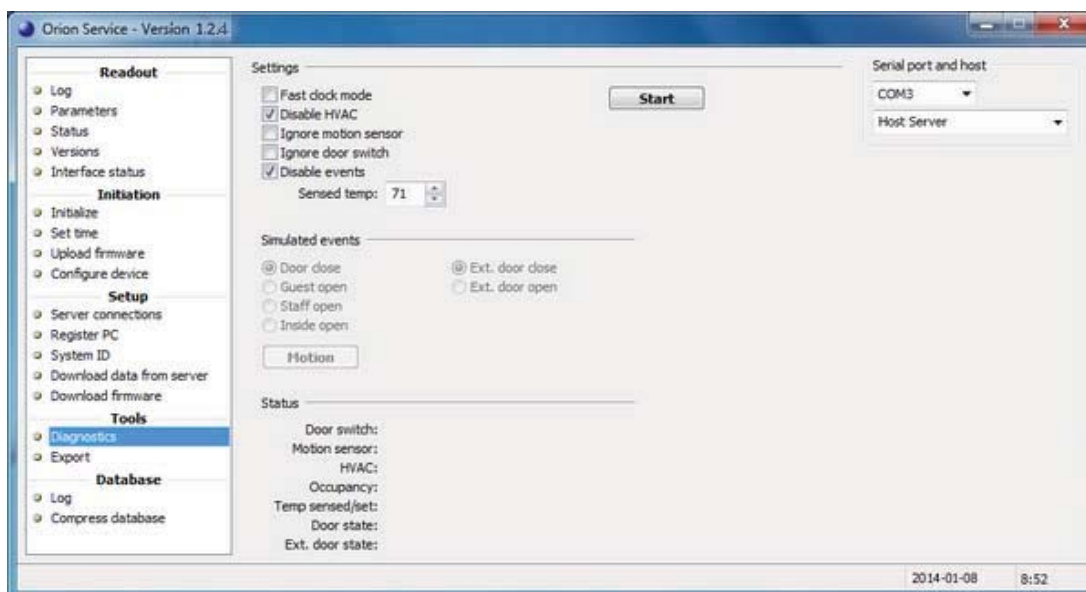 Orion Service - Version 1.2.4
Readout
Log
Parameters
Status
Versions
Interface status
Initiation
Initialize
Set time
Upload firmware
Configure device
Setup
Server connections
Register PC
System ID
Download data from server
Download firmware
Tools
Diagnostics
Export
Database
Log
Compress database
Settings
Fast clock mode
Disable HVAC
Ignore motion sensor
Ignore door switch
Disable events
Sensed temp: 71
Start
Simulated events
Door close
Guest open
Staff open
Inside open
Ext. door close
Ext. door open
Motion
Status
Door switch:
Motion sensor:
HVAC:
Occupancy:
Temp sensed/set:
Door state:
Ext. door state:
Serial port and host
COM3
Host Server
2014-01-08 8:52